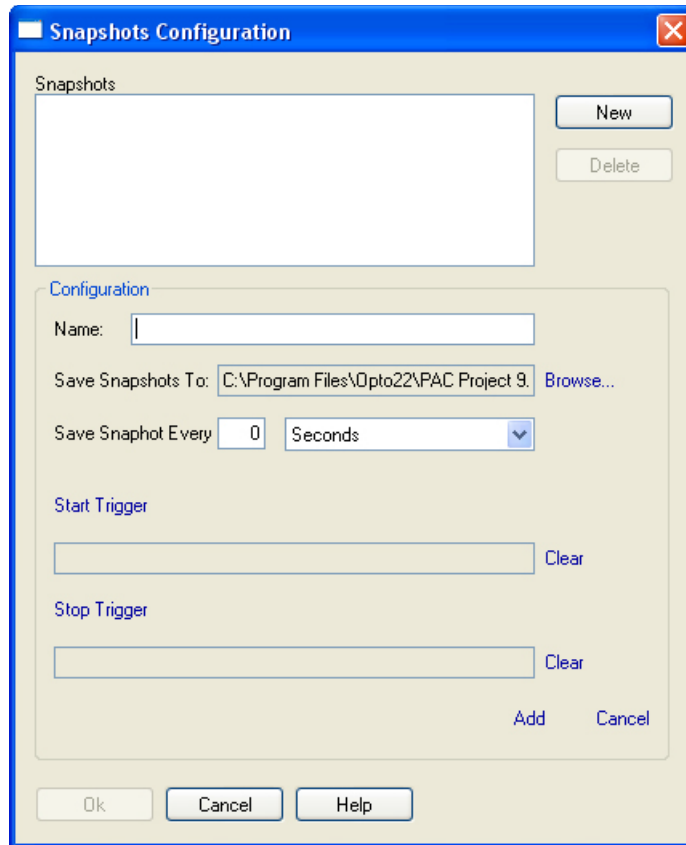 Snapshots Configuration
Snapshots
New
Delete
Configuration
Name:
Save Snapshots To: C:\Program Files\Opto22\PAC Project 9. Browse...
Save Snaphot Every 0 Seconds
Start Trigger
Clear
Stop Trigger
Clear
Add Cancel
Ok Cancel Help